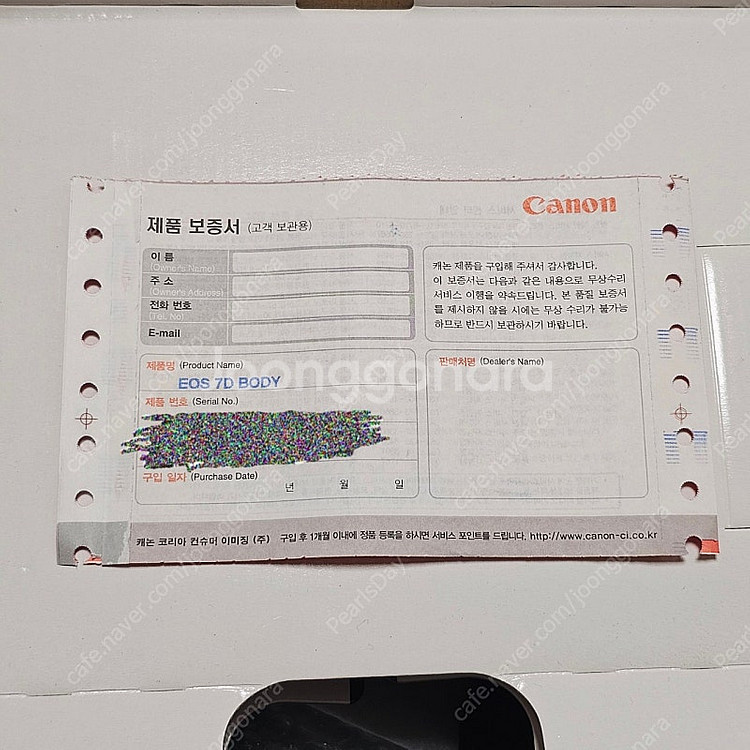 Canon
제품 보증서 (고객 보관용)
이 름
(Owner's Name)
주 소
(Owner's Address)
전화 번호
(Tel. No)
E-mail
캐논 제품을 구입해 주셔서 감사합니다.
이 보증서는 다음과 같은 내용으로 무상수리
서비스 이행을 약속드립니다. 본 품질 보증서
를 제시하지 않음 시에는 무상 수리가 불가능
하므로 반드시 보관하시기 바랍니다.
제품명 (Product Name)
EOS 7D BODY
제품 번호 (Serial No.)
구입 일자 (Purchase Date)
년 월 일
판매처명 (Dealer's Name)
캐논 코리아 컨슈머 이미징 (주) 구입 후 1개월 이내에 정품 등록을 하시면 서비스 포인트를 드립니다. http://www.canon-ci.co.kr
Joonggonara
cafe.naver.com/joonggonara
PearlsDay